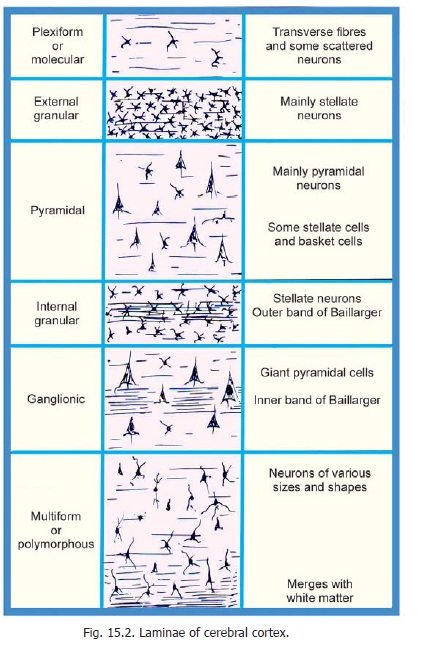 Plexiform
or
molecular
Transverse fibres
and some scattered
neurons
External
granular
Mainly stellate
neurons
Pyramidal
Mainly pyramidal
neurons
Some stellate cells
and basket cells
Internal
granular
Stellate neurons
Outer band of Baillarger
Ganglionic
Giant pyramidal cells
Inner band of Baillarger
Multiform
or
polymorphous
Neurons of various
sizes and shapes
Merges with
white matter
Fig. 15.2. Laminae of cerebral cortex.